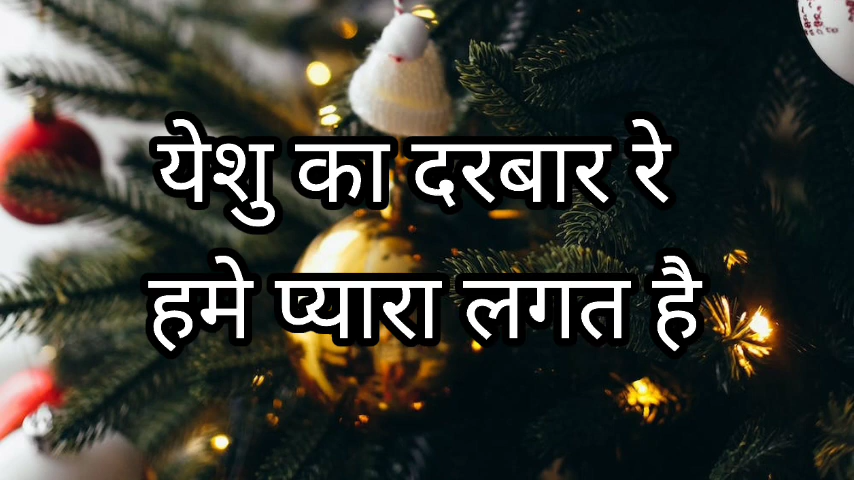 येशु का दरबार रे
हमे प्यारा लगत है